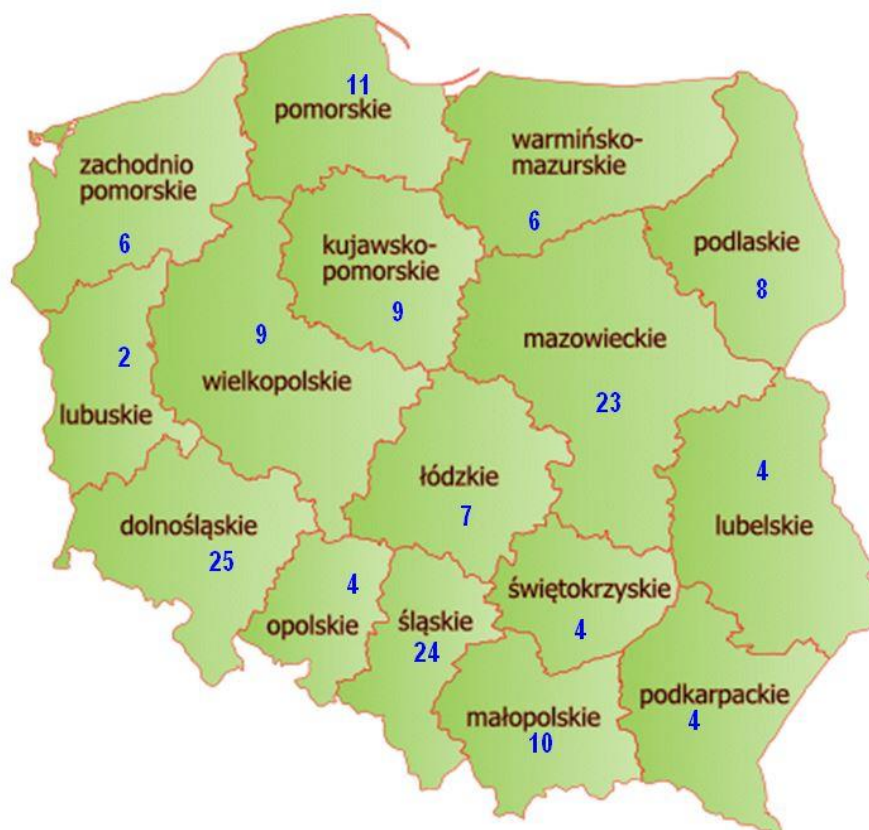 11
pomorskie
warmińsko-
mazurskie
6
zachodnio
pomorskie
6
kujawsko-
pomorskie
9
podlaskie
8
2
lubuskie
9
wielkopolskie
mazowieckie
23
łódzkie
7
4
lubelskie
dolnośląskie
25
4
opolskie
śląskie
24
świętokrzyskie
4
małopolskie
10
podkarpackie
4